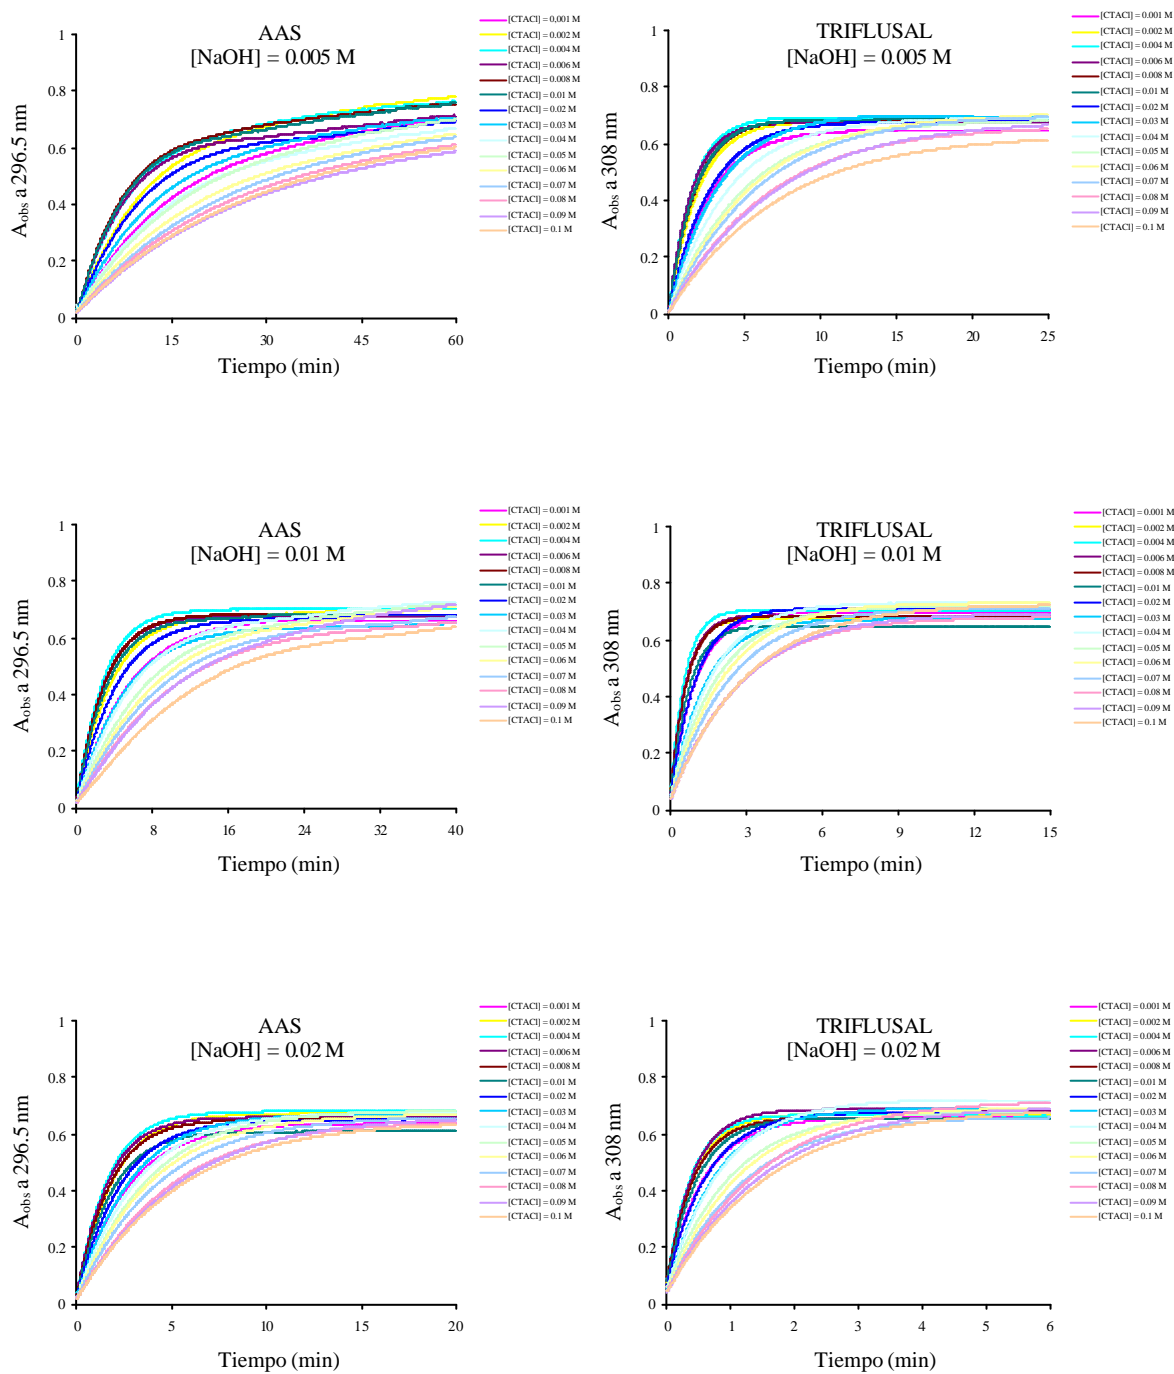 AAS
[NaOH] = 0.005 M
A_obs a 296.5 nm
1
0.8
0.6
0.4
0.2
0
0 15 30 45 60
Tiempo (min)
[CTACl] = 0,001 M
[CTACl] = 0.002 M
[CTACl] = 0.004 M
[CTACl] = 0.006 M
[CTACl] = 0.008 M
[CTACl] = 0.01 M
[CTACl] = 0.02 M
[CTACl] = 0.03 M
[CTACl] = 0.04 M
[CTACl] = 0.05 M
[CTACl] = 0.06 M
[CTACl] = 0.07 M
[CTACl] = 0.08 M
[CTACl] = 0.09 M
[CTACl] = 0.1 M
TRIFLUSAL
[NaOH] = 0.005 M
A_obs a 308 nm
1
0.8
0.6
0.4
0.2
0
0 5 10 15 20 25
Tiempo (min)
[CTACl] = 0.001 M
[CTACl] = 0.002 M
[CTACl] = 0.004 M
[CTACl] = 0.006 M
[CTACl] = 0.008 M
[CTACl] = 0.01 M
[CTACl] = 0.02 M
[CTACl] = 0.03 M
[CTACl] = 0.04 M
[CTACl] = 0.05 M
[CTACl] = 0.06 M
[CTACl] = 0.07 M
[CTACl] = 0.08 M
[CTACl] = 0.09 M
[CTACl] = 0.1 M
AAS
[NaOH] = 0.01 M
A_obs a 296.5 nm
1
0.8
0.6
0.4
0.2
0
0 8 16 24 32 40
Tiempo (min)
[CTACl] = 0.001 M
[CTACl] = 0.002 M
[CTACl] = 0.004 M
[CTACl] = 0.006 M
[CTACl] = 0.008 M
[CTACl] = 0.01 M
[CTACl] = 0.02 M
[CTACl] = 0.03 M
[CTACl] = 0.04 M
[CTACl] = 0.05 M
[CTACl] = 0.06 M
[CTACl] = 0.07 M
[CTACl] = 0.08 M
[CTACl] = 0.09 M
[CTACl] = 0.1 M
TRIFLUSAL
[NaOH] = 0.01 M
A_obs a 308 nm
1
0.8
0.6
0.4
0.2
0
0 3 6 9 12 15
Tiempo (min)
[CTACl] = 0.001 M
[CTACl] = 0.002 M
[CTACl] = 0.004 M
[CTACl] = 0.006 M
[CTACl] = 0.008 M
[CTACl] = 0.01 M
[CTACl] = 0.02 M
[CTACl] = 0.03 M
[CTACl] = 0.04 M
[CTACl] = 0.05 M
[CTACl] = 0.06 M
[CTACl] = 0.07 M
[CTACl] = 0.08 M
[CTACl] = 0.09 M
[CTACl] = 0.1 M
AAS
[NaOH] = 0.02 M
A_obs a 296.5 nm
1
0.8
0.6
0.4
0.2
0
0 5 10 15 20
Tiempo (min)
[CTACl] = 0.001 M
[CTACl] = 0.002 M
[CTACl] = 0.004 M
[CTACl] = 0.006 M
[CTACl] = 0.008 M
[CTACl] = 0.01 M
[CTACl] = 0.02 M
[CTACl] = 0.03 M
[CTACl] = 0.04 M
[CTACl] = 0.05 M
[CTACl] = 0.06 M
[CTACl] = 0.07 M
[CTACl] = 0.08 M
[CTACl] = 0.09 M
[CTACl] = 0.1 M
TRIFLUSAL
[NaOH] = 0.02 M
A_obs a 308 nm
1
0.8
0.6
0.4
0.2
0
0 1 2 3 4 5 6
Tiempo (min)
[CTACl] = 0.001 M
[CTACl] = 0.002 M
[CTACl] = 0.004 M
[CTACl] = 0.006 M
[CTACl] = 0.008 M
[CTACl] = 0.01 M
[CTACl] = 0.02 M
[CTACl] = 0.03 M
[CTACl] = 0.04 M
[CTACl] = 0.05 M
[CTACl] = 0.06 M
[CTACl] = 0.07 M
[CTACl] = 0.08 M
[CTACl] = 0.09 M
[CTACl] = 0.1 M